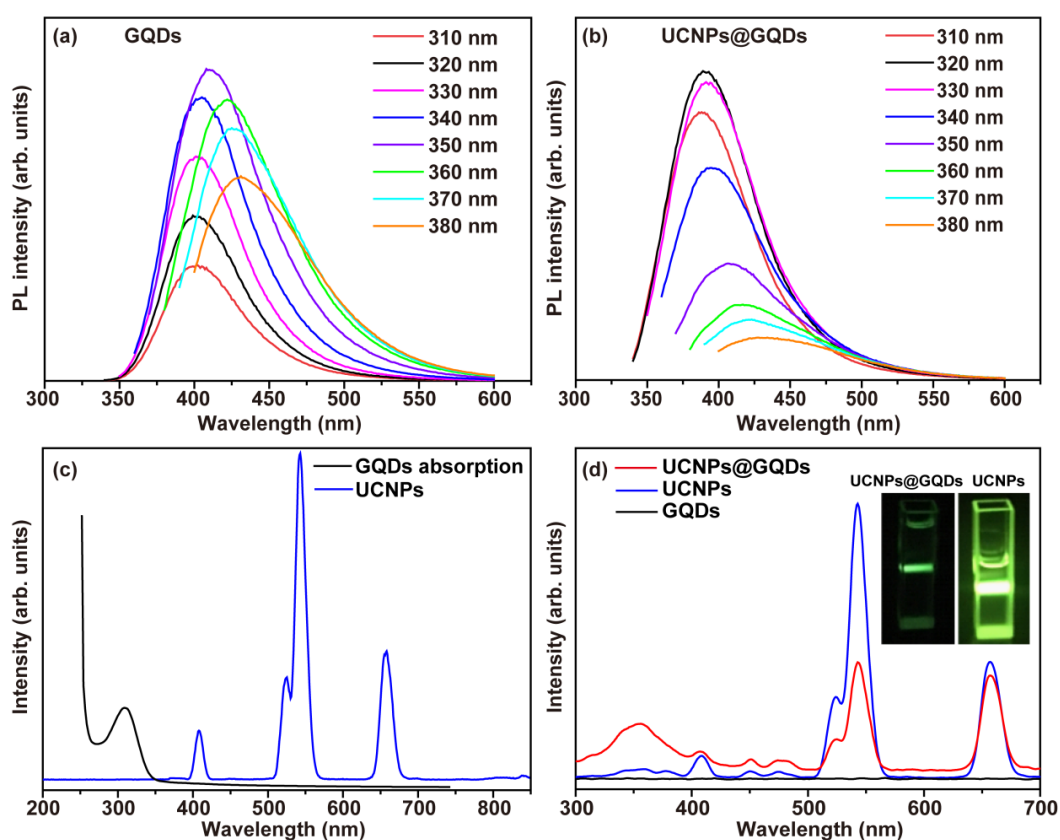 (a) GQDs
310 nm
320 nm
330 nm
340 nm
350 nm
360 nm
370 nm
380 nm
PL intensity (arb. units)
300 350 400 450 500 550 600
Wavelength (nm)
(b) UCNPs@GQDs
310 nm
320 nm
330 nm
340 nm
350 nm
360 nm
370 nm
380 nm
PL intensity (arb. units)
300 350 400 450 500 550 600
Wavelength (nm)
(c) GQDs absorption
UCNPs
Intensity (arb. units)
200 300 400 500 600 700 800
Wavelength (nm)
(d) UCNPs@GQDs
UCNPs
GQDs
UCNPs@GQDs UCNPs
Intensity (arb. units)
300 400 500 600 700
Wavelength (nm)